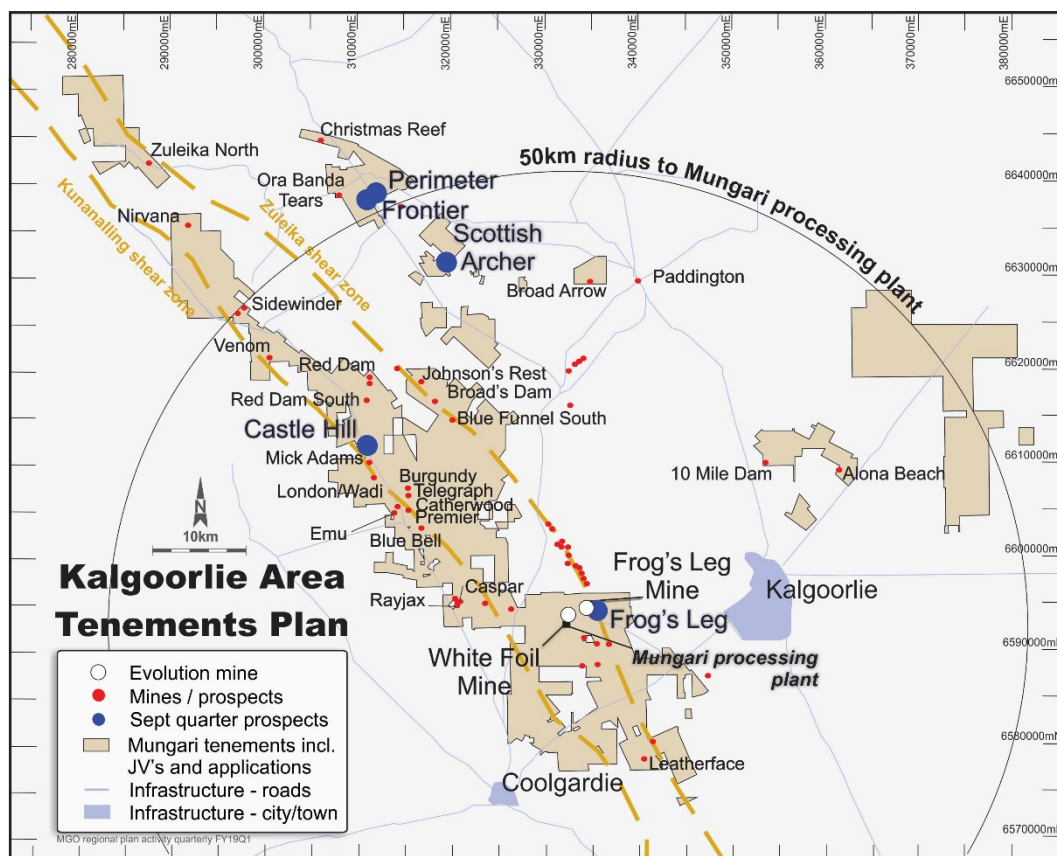 280000mE
290000mE
300000mE
310000mE
320000mE
330000mE
340000mE
350000mE
360000mE
370000mE
380000mE
6650000mN
Christmas Reef
Zuleika North
50km radius to Mungari processing plant
Ora Banda
Tears
Perimeter
Frontier
6640000mN
Kunanalling shear zone
Nirvana
Zuleika shear zone
Scottish
Archer
Paddington
Broad Arrow
6630000mN
Sidewinder
Venom
Red Dam
Johnson's Rest
6620000mN
Broad's Dam
Red Dam South
Blue Funnel South
Castle Hill
Mick Adams
10 Mile Dam
Alona Beach
6610000mN
Burgundy
London/Wadi
Telegraph
Catherwood
Premier
N
10km
Emu
Blue Bell
6600000mN
Kalgoorlie Area
Tenements Plan
Caspar
Rayjax
Frog's Leg
Mine
Kalgoorlie
Frog's Leg
6590000mN
White Foil
Mine
Mungari processing
plant
Evolution mine
Mines / prospects
Sept quarter prospects
Mungari tenements incl.
JV's and applications
Infrastructure - roads
Infrastructure - city/town
6580000mN
Leatherface
Coolgardie
6570000mN
MGO regional plan activity quarterly FY19Q1